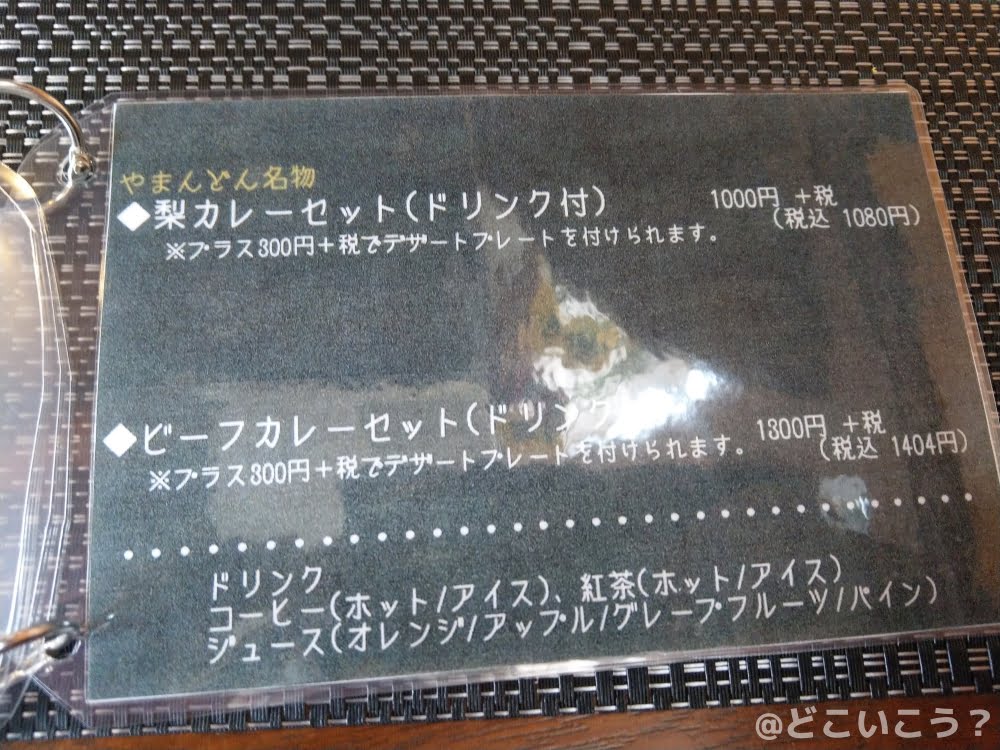 やまんどん名物
◆梨カレーセット(ドリンク付) 1000円 +税
(税込 1080円)
※プラス300円+税でデザートプレートを付けられます。
◆ビーフカレーセット(ドリンク 1300円 +税
(税込 1404円)
※プラス300円+税でデザートプレートを付けられます。
ドリンク
コーヒー(ホット/アイス)、紅茶(ホット/アイス)
ジュース(オレンジ/アップル/グレープフルーツ/パイン)
@どこいこう?